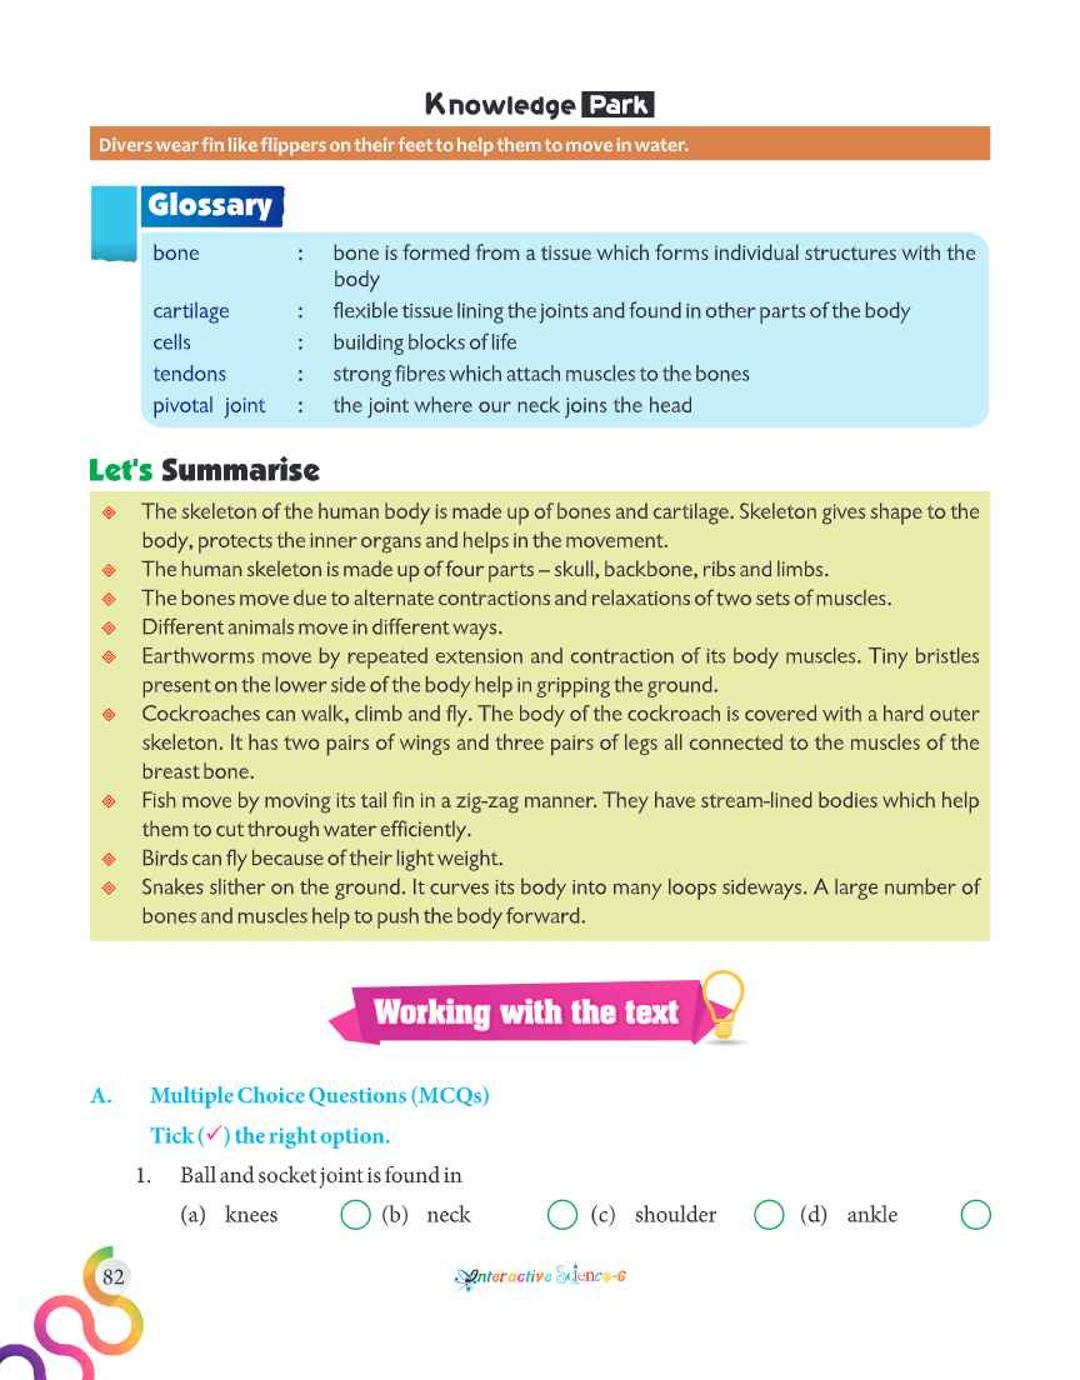 Knowledge Park
Divers wear fin like flippers on their feet to help them to move in water.
Glossary
bone : bone is formed from a tissue which forms individual structures with the
body
cartilage : flexible tissue lining the joints and found in other parts of the body
cells : building blocks of life
tendons : strong fibres which attach muscles to the bones
pivotal joint : the joint where our neck joins the head
Let's Summarise
The skeleton of the human body is made up of bones and cartilage. Skeleton gives shape to the
body, protects the inner organs and helps in the movement.
The human skeleton is made up of four parts – skull, backbone, ribs and limbs.
The bones move due to alternate contractions and relaxations of two sets of muscles.
Different animals move in different ways.
Earthworms move by repeated extension and contraction of its body muscles. Tiny bristles
present on the lower side of the body help in gripping the ground.
Cockroaches can walk, climb and fly. The body of the cockroach is covered with a hard outer
skeleton. It has two pairs of wings and three pairs of legs all connected to the muscles of the
breast bone.
Fish move by moving its tail fin in a zig-zag manner. They have stream-lined bodies which help
them to cut through water efficiently.
Birds can fly because of their light weight.
Snakes slither on the ground. It curves its body into many loops sideways. A large number of
bones and muscles help to push the body forward.
Working with the text
A. Multiple Choice Questions (MCQs)
Tick (✓) the right option.
1. Ball and socket joint is found in
(a) knees (b) neck (c) shoulder (d) ankle
82
Interactive Science-6